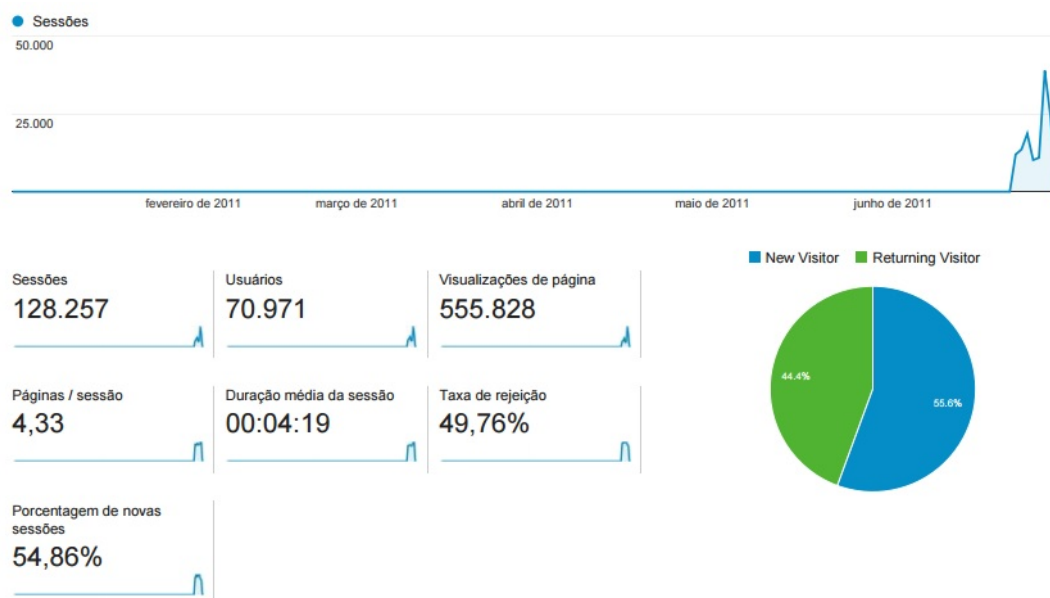 Sessões
50.000
25.000
fevereiro de 2011
março de 2011
abril de 2011
maio de 2011
junho de 2011
New Visitor
Returning Visitor
44.4%
55.6%
Sessões
128.257
Usuários
70.971
Visualizações de página
555.828
Páginas / sessão
4,33
Duração média da sessão
00:04:19
Taxa de rejeição
49,76%
Porcentagem de novas
sessões
54,86%